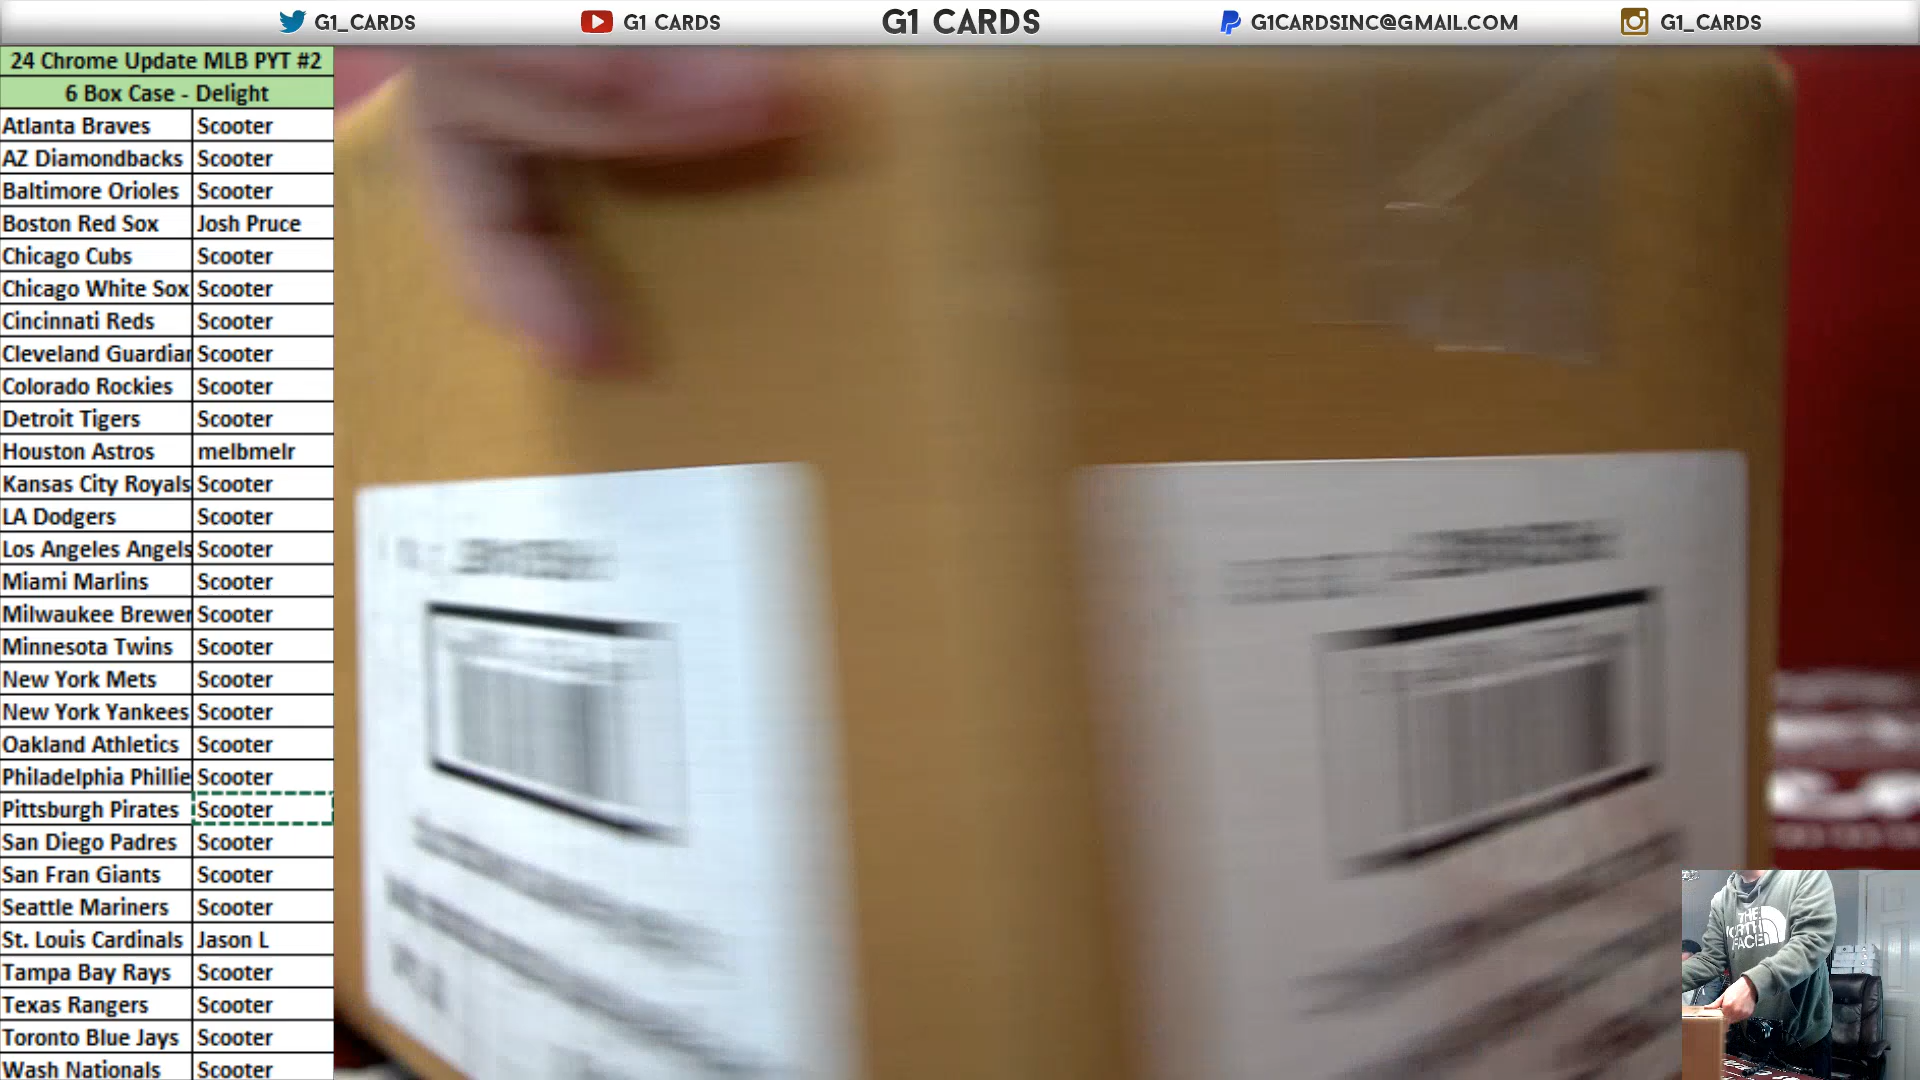 G1_CARDS G1 CARDS G1 CARDS G1CARDSINC@GMAIL.COM G1_CARDS
24 Chrome Update MLB PYT #2
6 Box Case - Delight
Atlanta Braves Scooter
AZ Diamondbacks Scooter
Baltimore Orioles Scooter
Boston Red Sox Josh Pruce
Chicago Cubs Scooter
Chicago White Sox Scooter
Cincinnati Reds Scooter
Cleveland Guardian Scooter
Colorado Rockies Scooter
Detroit Tigers Scooter
Houston Astros melbmelr
Kansas City Royals Scooter
LA Dodgers Scooter
Los Angeles Angels Scooter
Miami Marlins Scooter
Milwaukee Brewer Scooter
Minnesota Twins Scooter
New York Mets Scooter
New York Yankees Scooter
Oakland Athletics Scooter
Philadelphia Phillie Scooter
Pittsburgh Pirates Scooter
San Diego Padres Scooter
San Fran Giants Scooter
Seattle Mariners Scooter
St. Louis Cardinals Jason L
Tampa Bay Rays Scooter
Texas Rangers Scooter
Toronto Blue Jays Scooter
Wash Nationals Scooter
THE
NORTH
FACE